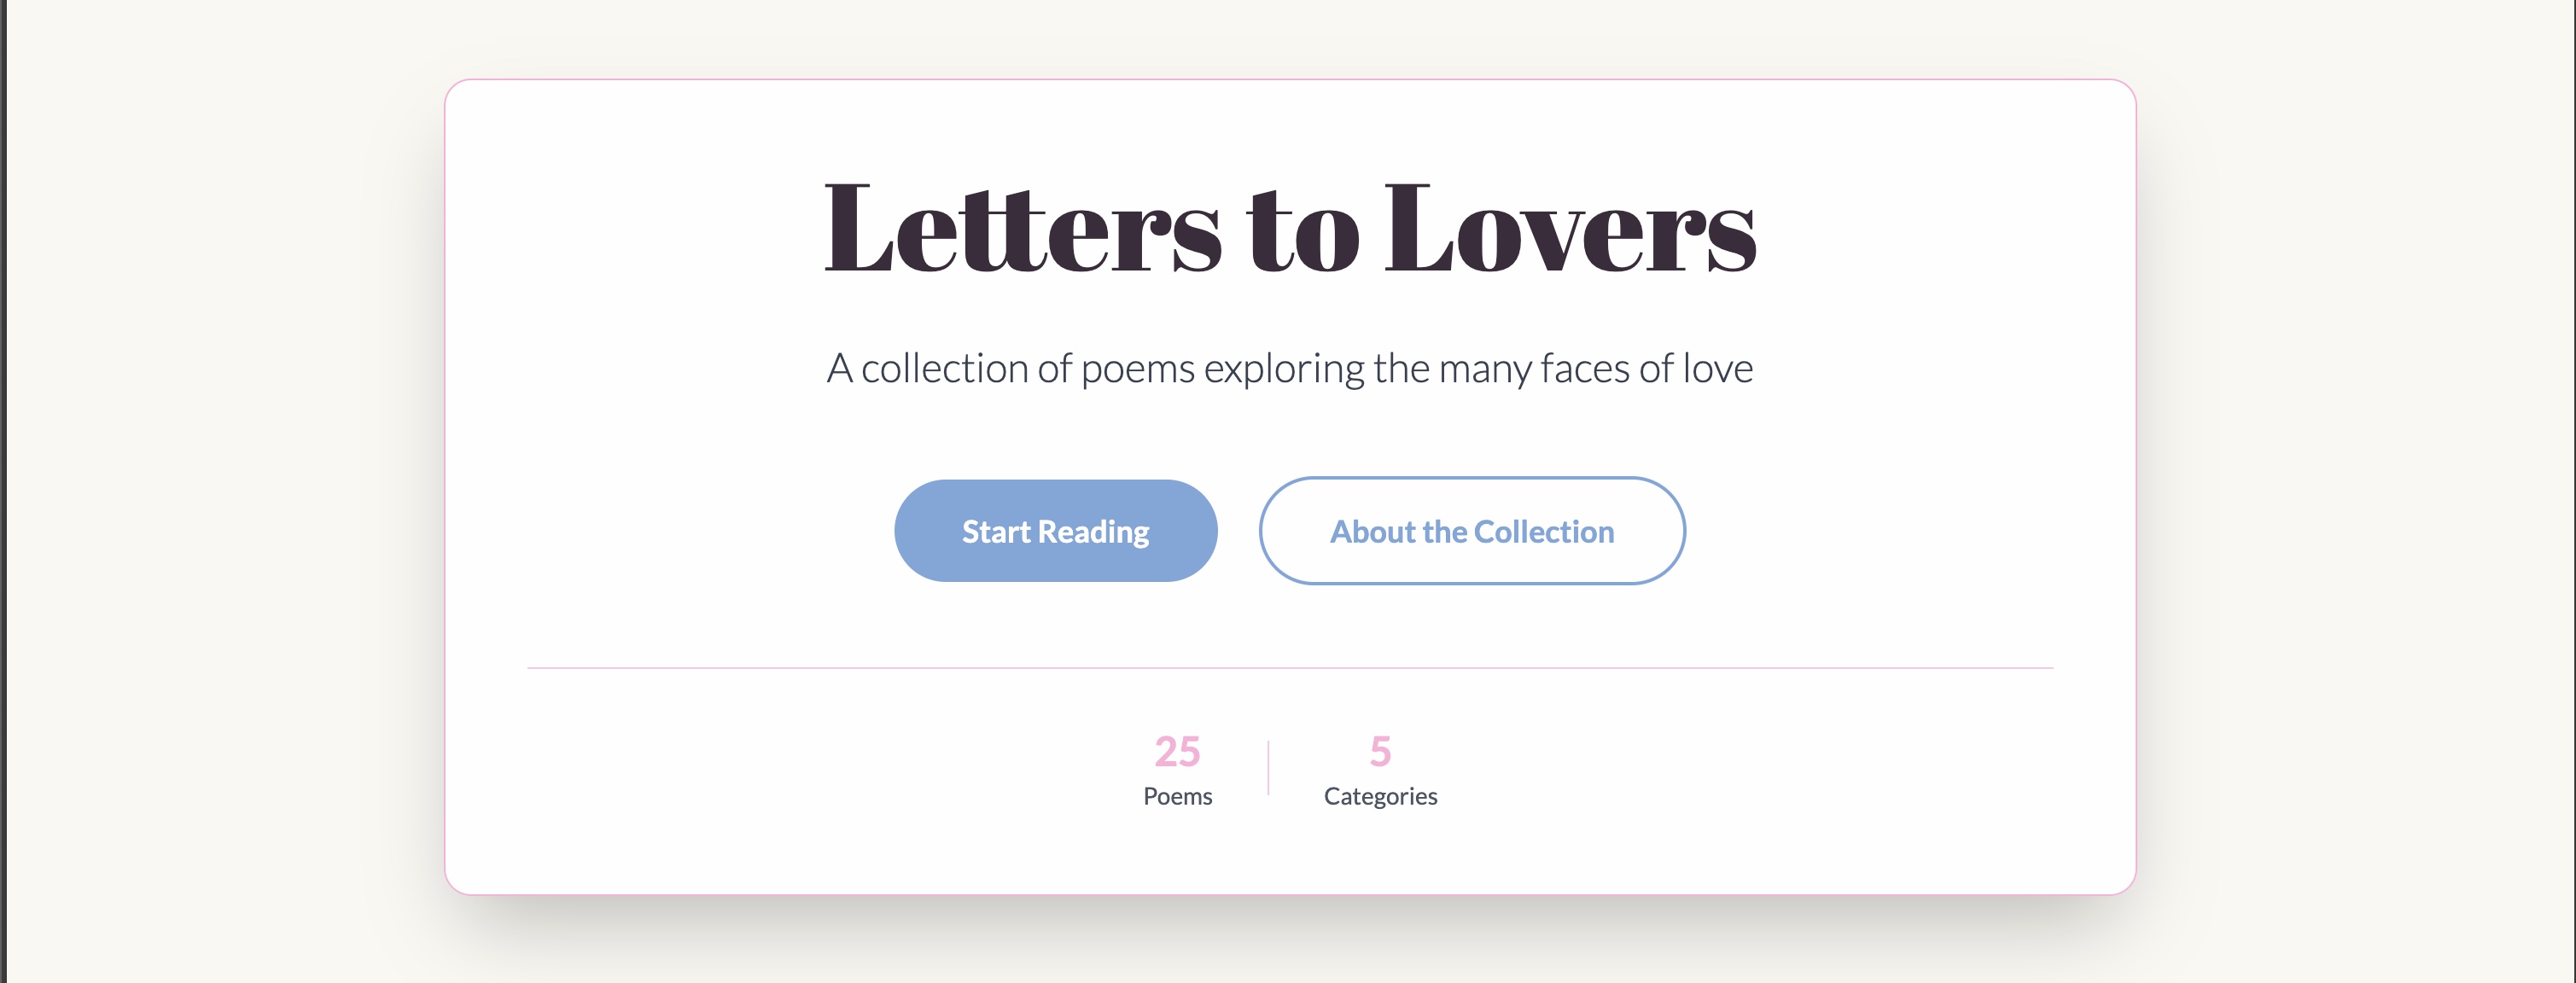 Letters to Lovers
A collection of poems exploring the many faces of love
Start Reading
About the Collection
25
Poems
5
Categories